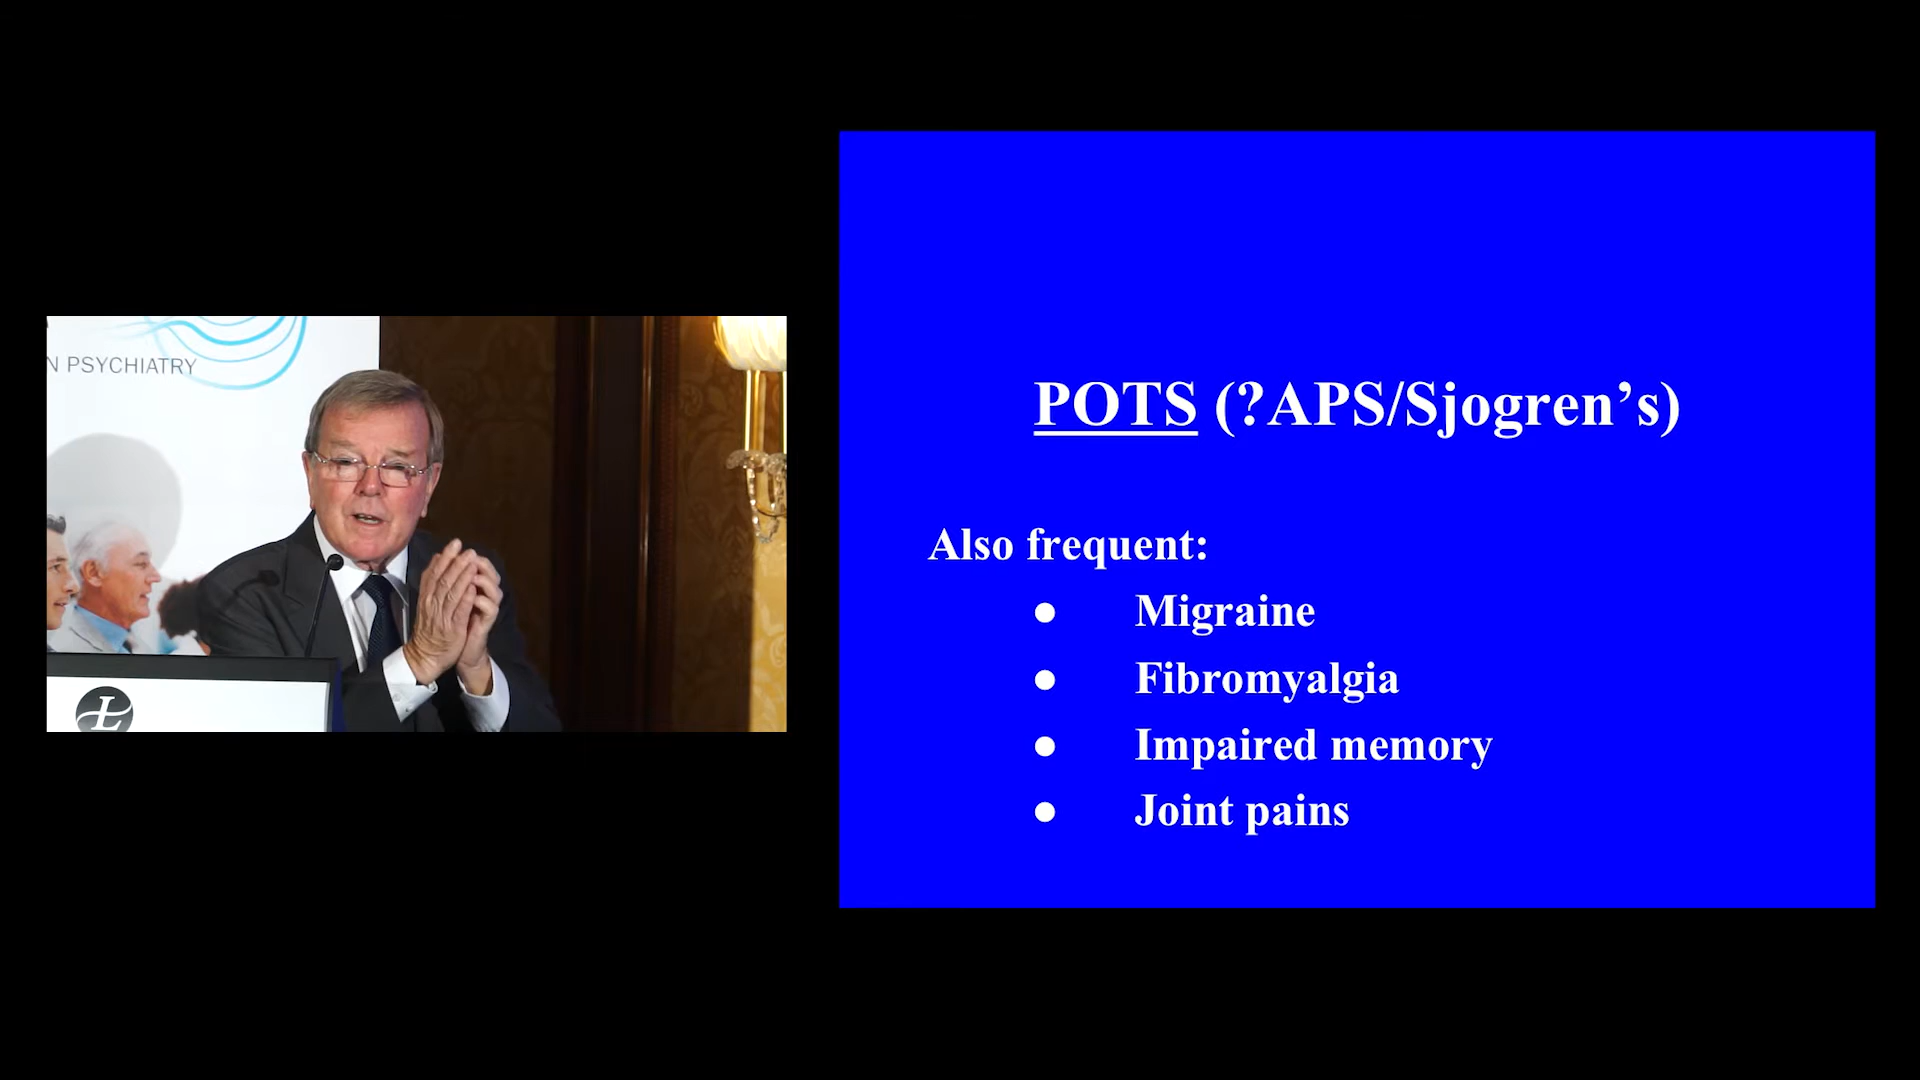 N PSYCHIATRY
L
POTS (?APS/Sjogren’s)
Also frequent:
● Migraine
● Fibromyalgia
● Impaired memory
● Joint pains